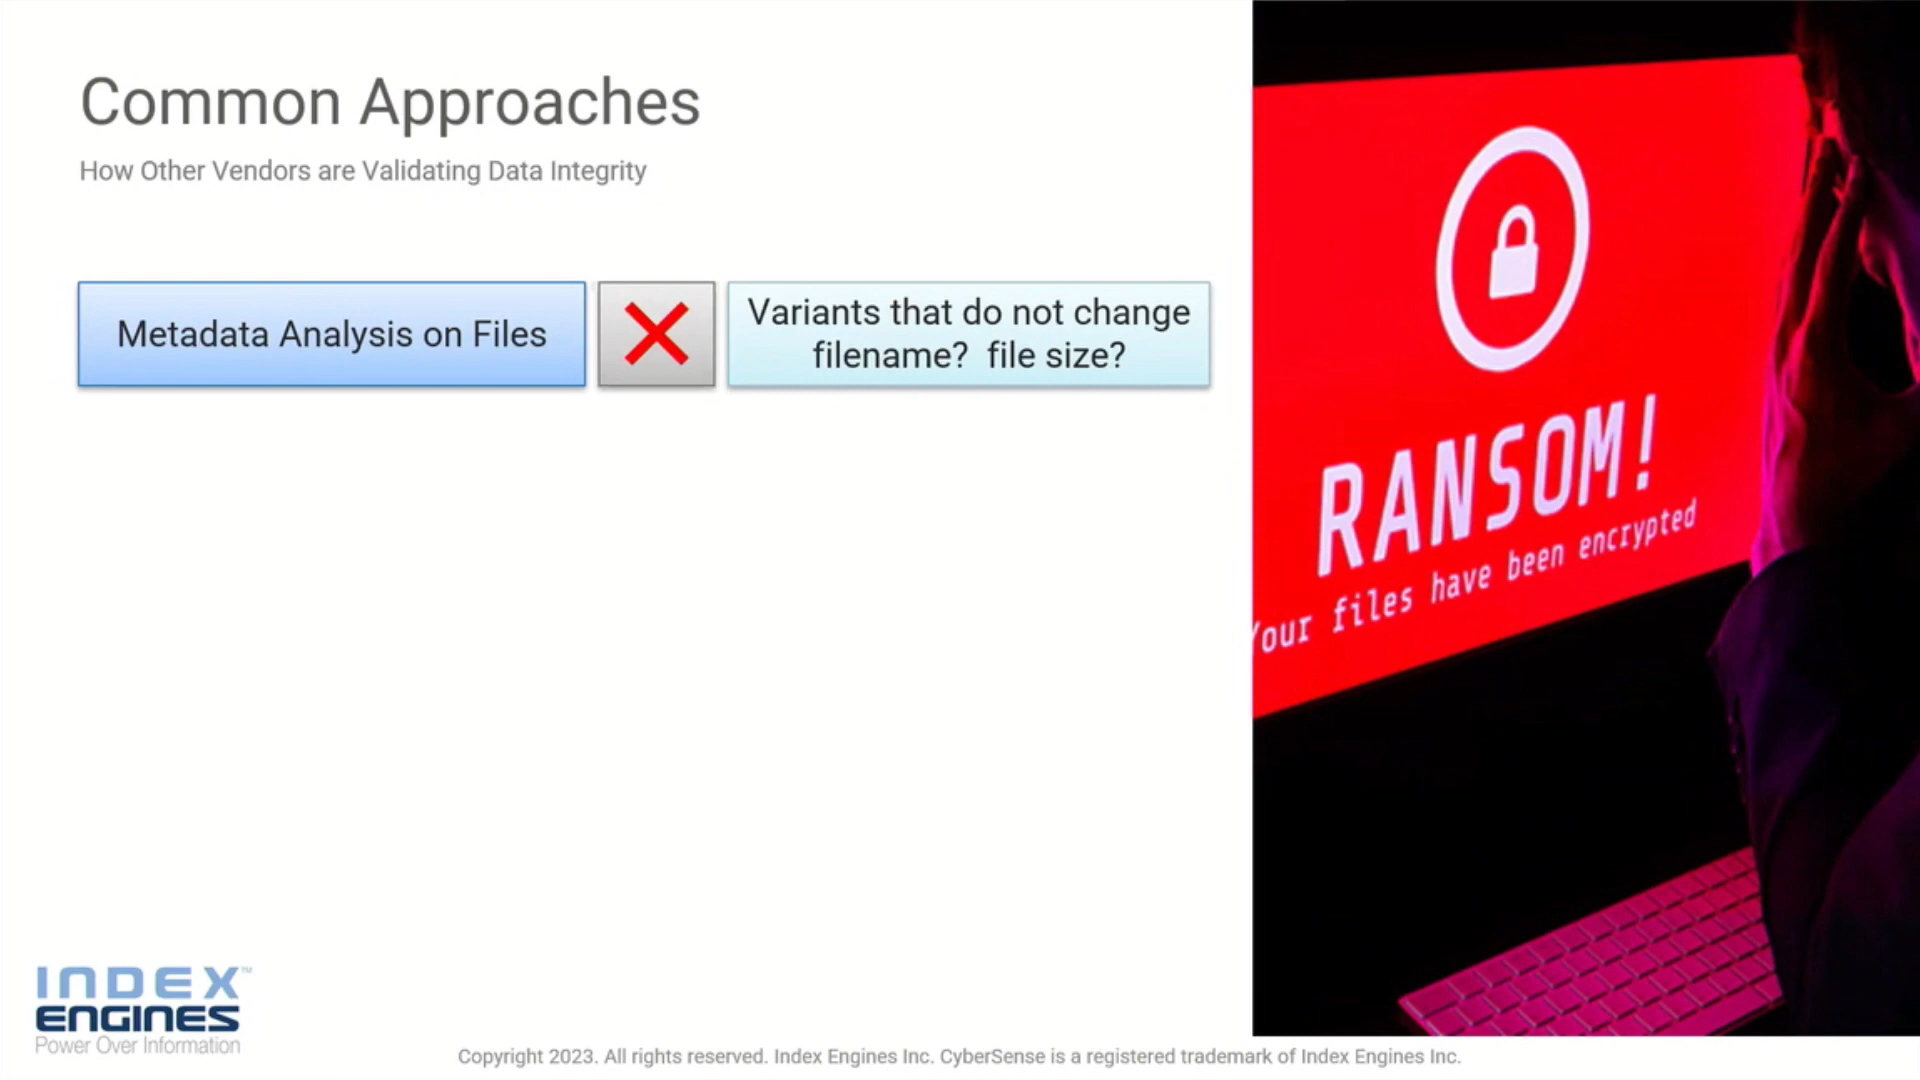 Common Approaches
How Other Vendors are Validating Data Integrity
Metadata Analysis on Files
Variants that do not change
filename? file size?
RANSOM!
Your files have been encrypted
INDEX™
ENGINES
Power Over Information
Copyright 2023. All rights reserved. Index Engines Inc. CyberSense is a registered trademark of Index Engines Inc.